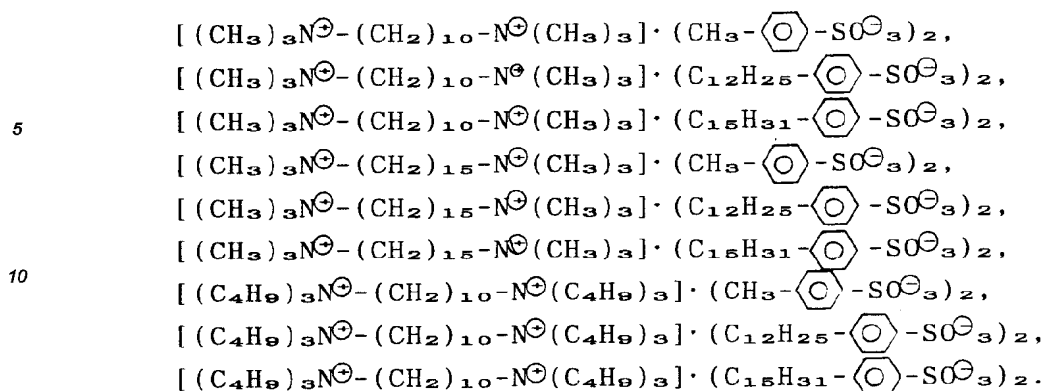 [(CH₃)₃N⊕-(CH₂)₁₀-N⊕(CH₃)₃]·(CH₃-⌬-SO⊖₃)₂,
[(CH₃)₃N⊕-(CH₂)₁₀-N⊕(CH₃)₃]·(C₁₂H₂₅-⌬-SO⊖₃)₂,
5 [(CH₃)₃N⊕-(CH₂)₁₀-N⊕(CH₃)₃]·(C₁₅H₃₁-⌬-SO⊖₃)₂,
[(CH₃)₃N⊕-(CH₂)₁₅-N⊕(CH₃)₃]·(CH₃-⌬-SO⊖₃)₂,
[(CH₃)₃N⊕-(CH₂)₁₅-N⊕(CH₃)₃]·(C₁₂H₂₅-⌬-SO⊖₃)₂,
[(CH₃)₃N⊕-(CH₂)₁₅-N⊕(CH₃)₃]·(C₁₅H₃₁-⌬-SO⊖₃)₂,
10 [(C₄H₉)₃N⊕-(CH₂)₁₀-N⊕(C₄H₉)₃]·(CH₃-⌬-SO⊖₃)₂,
[(C₄H₉)₃N⊕-(CH₂)₁₀-N⊕(C₄H₉)₃]·(C₁₂H₂₅-⌬-SO⊖₃)₂,
[(C₄H₉)₃N⊕-(CH₂)₁₀-N⊕(C₄H₉)₃]·(C₁₅H₃₁-⌬-SO⊖₃)₂.